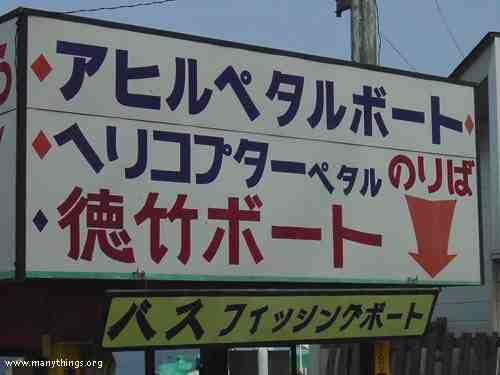 アヒルペタルボート
ヘリコプターペタル のりば
徳竹ボート
バスフィッシングボート
www.manythings.org